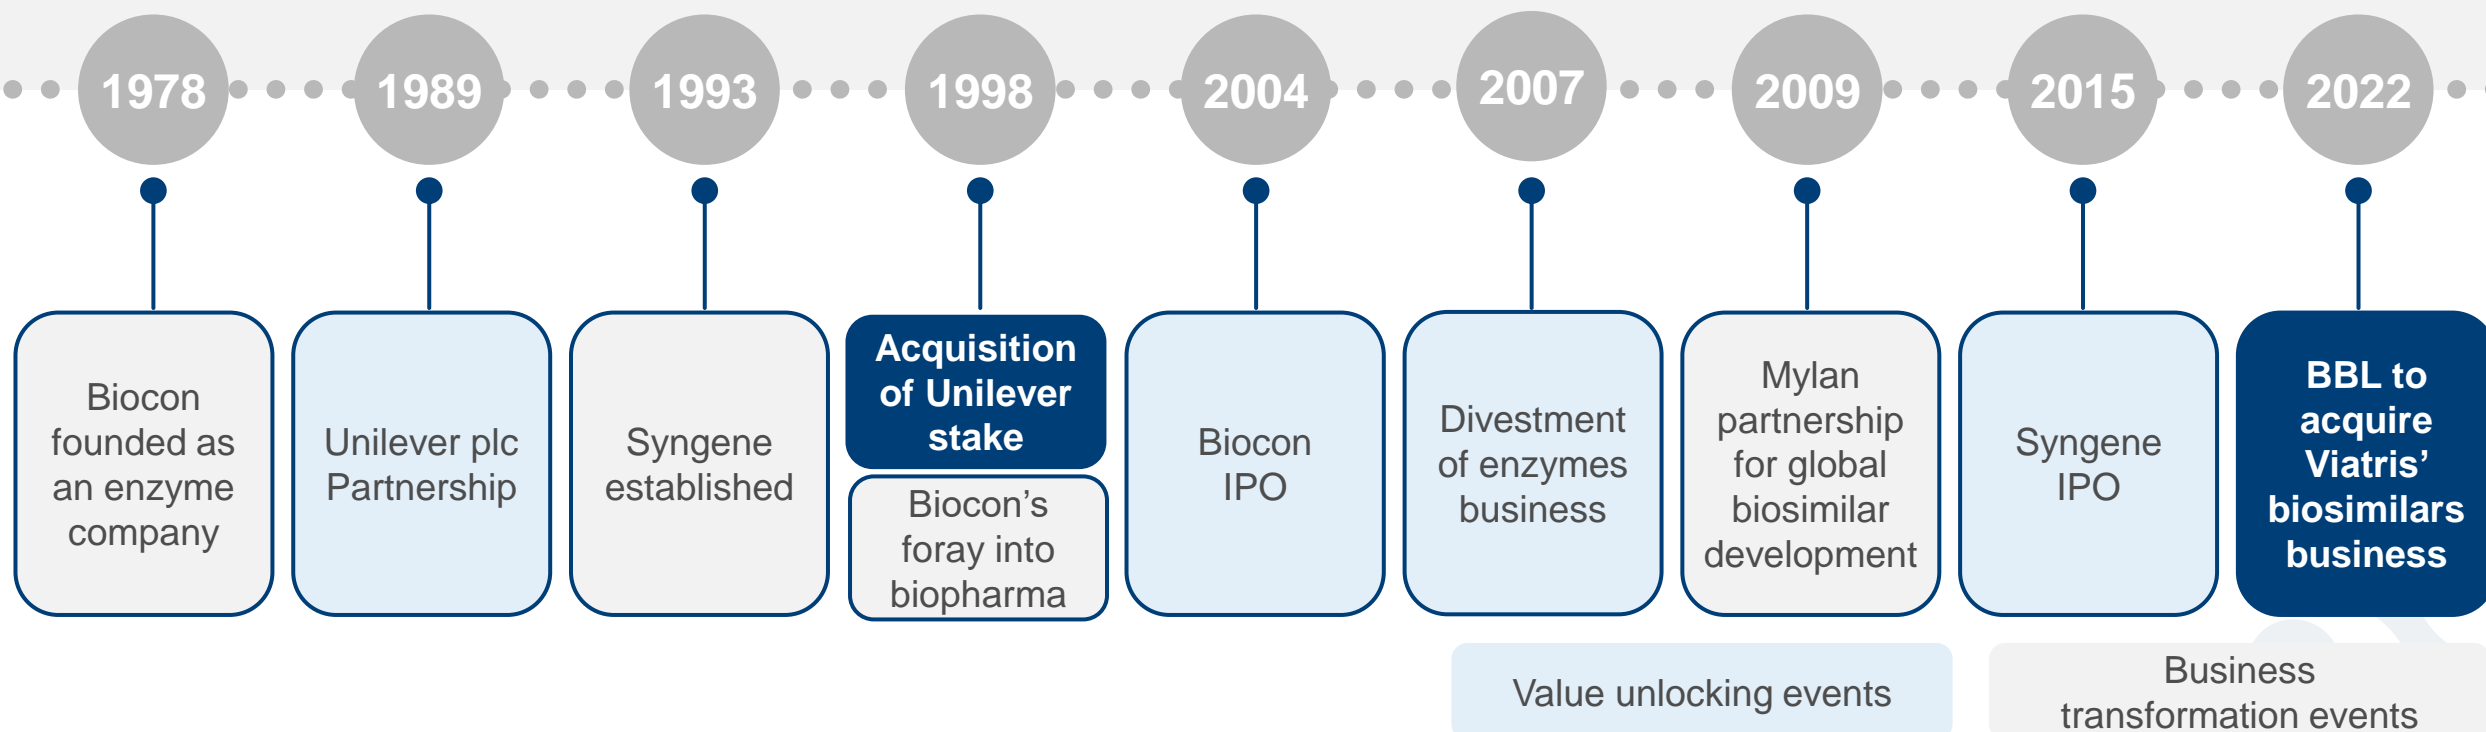 1978
1989
1993
1998
2004
2007
2009
2015
2022
Biocon
founded as
an enzyme
company
Unilever plc
Partnership
Syngene
established
Acquisition
of Unilever
stake
Biocon’s
foray into
biopharma
Biocon
IPO
Divestment
of enzymes
business
Mylan
partnership
for global
biosimilar
development
Syngene
IPO
BBL to
acquire
Viatris’
biosimilars
business
Value unlocking events
Business
transformation events